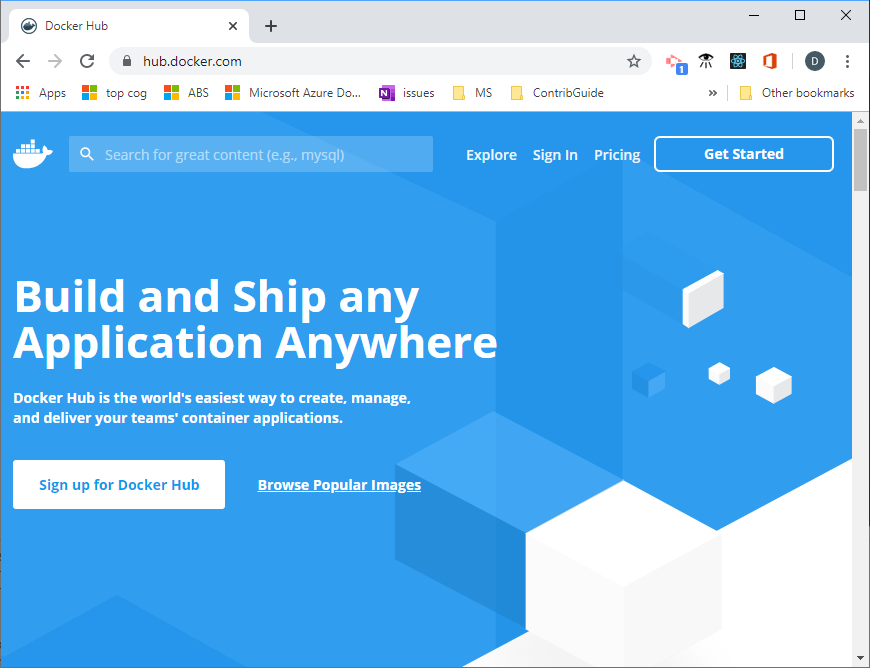 Docker Hub
hub.docker.com
1
D
Apps
top cog
ABS
Microsoft Azure Do...
N
issues
MS
ContribGuide
»
Other bookmarks
Search for great content (e.g., mysql)
Explore
Sign In
Pricing
Get Started
Build and Ship any
Application Anywhere
Docker Hub is the world's easiest way to create, manage,
and deliver your teams' container applications.
Sign up for Docker Hub
Browse Popular Images